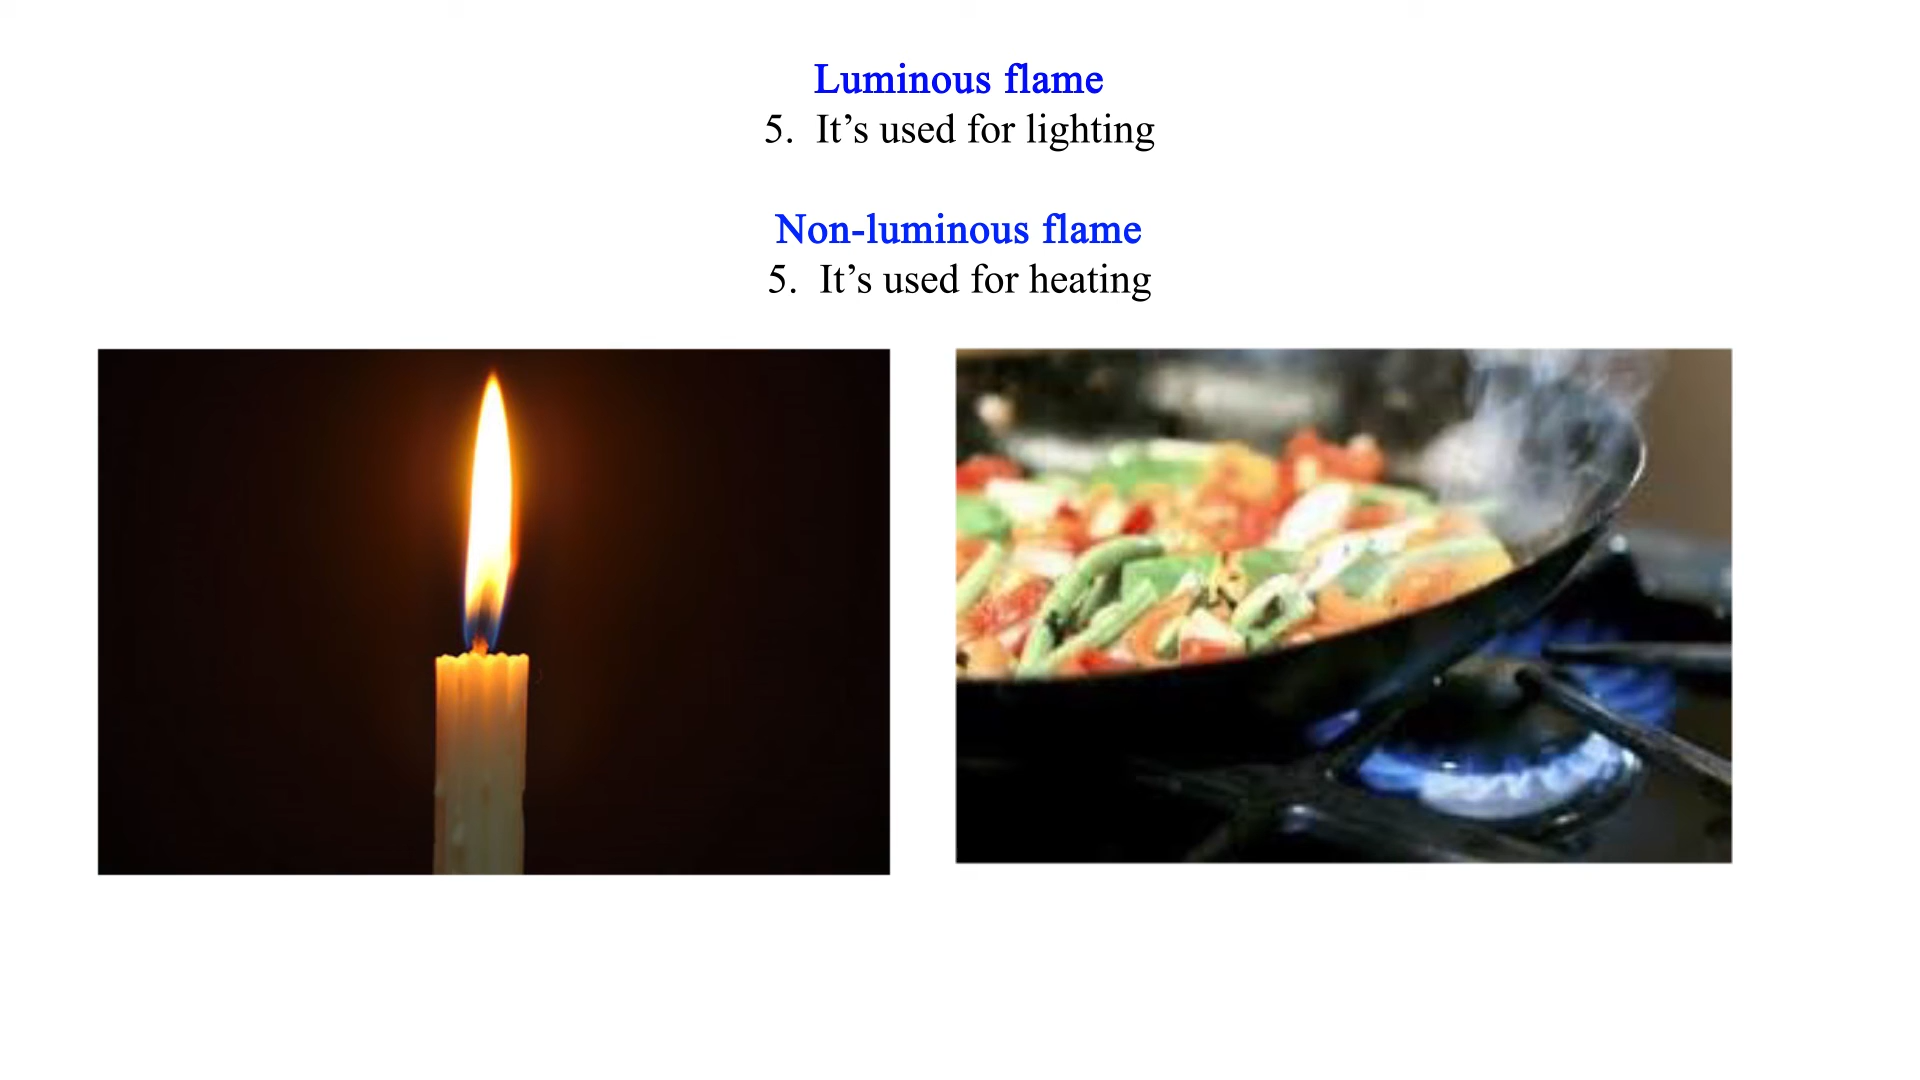 Luminous flame
5. It’s used for lighting
Non-luminous flame
5. It’s used for heating